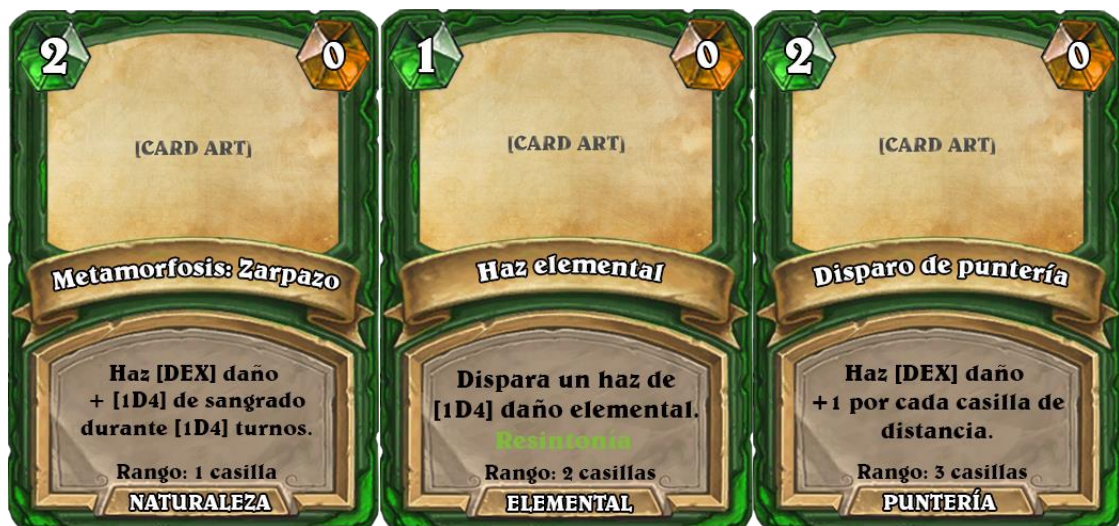 2
0
[CARD ART]
Metamorfosis: Zarpazo
Haz [DEX] daño
+ [1D4] de sangrado
durante [1D4] turnos.
Rango: 1 casilla
NATURALEZA
1
0
[CARD ART]
Haz elemental
Dispara un haz de
[1D4] daño elemental.
Resintonía
Rango: 2 casillas
ELEMENTAL
2
0
[CARD ART]
Disparo de puntería
Haz [DEX] daño
+1 por cada casilla de
distancia.
Rango: 3 casillas
PUNTERÍA